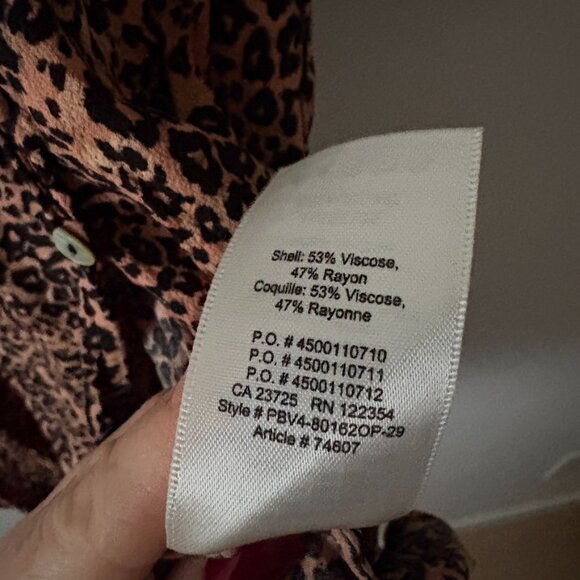 Shell: 53% Viscose,
47% Rayon
Coquille: 53% Viscose,
47% Rayonne
P.O. # 4500110710
P.O. # 4500110711
P.O. # 4500110712
CA 23725 RN 122354
Style # PBV4-80162OP-29
Article # 74607